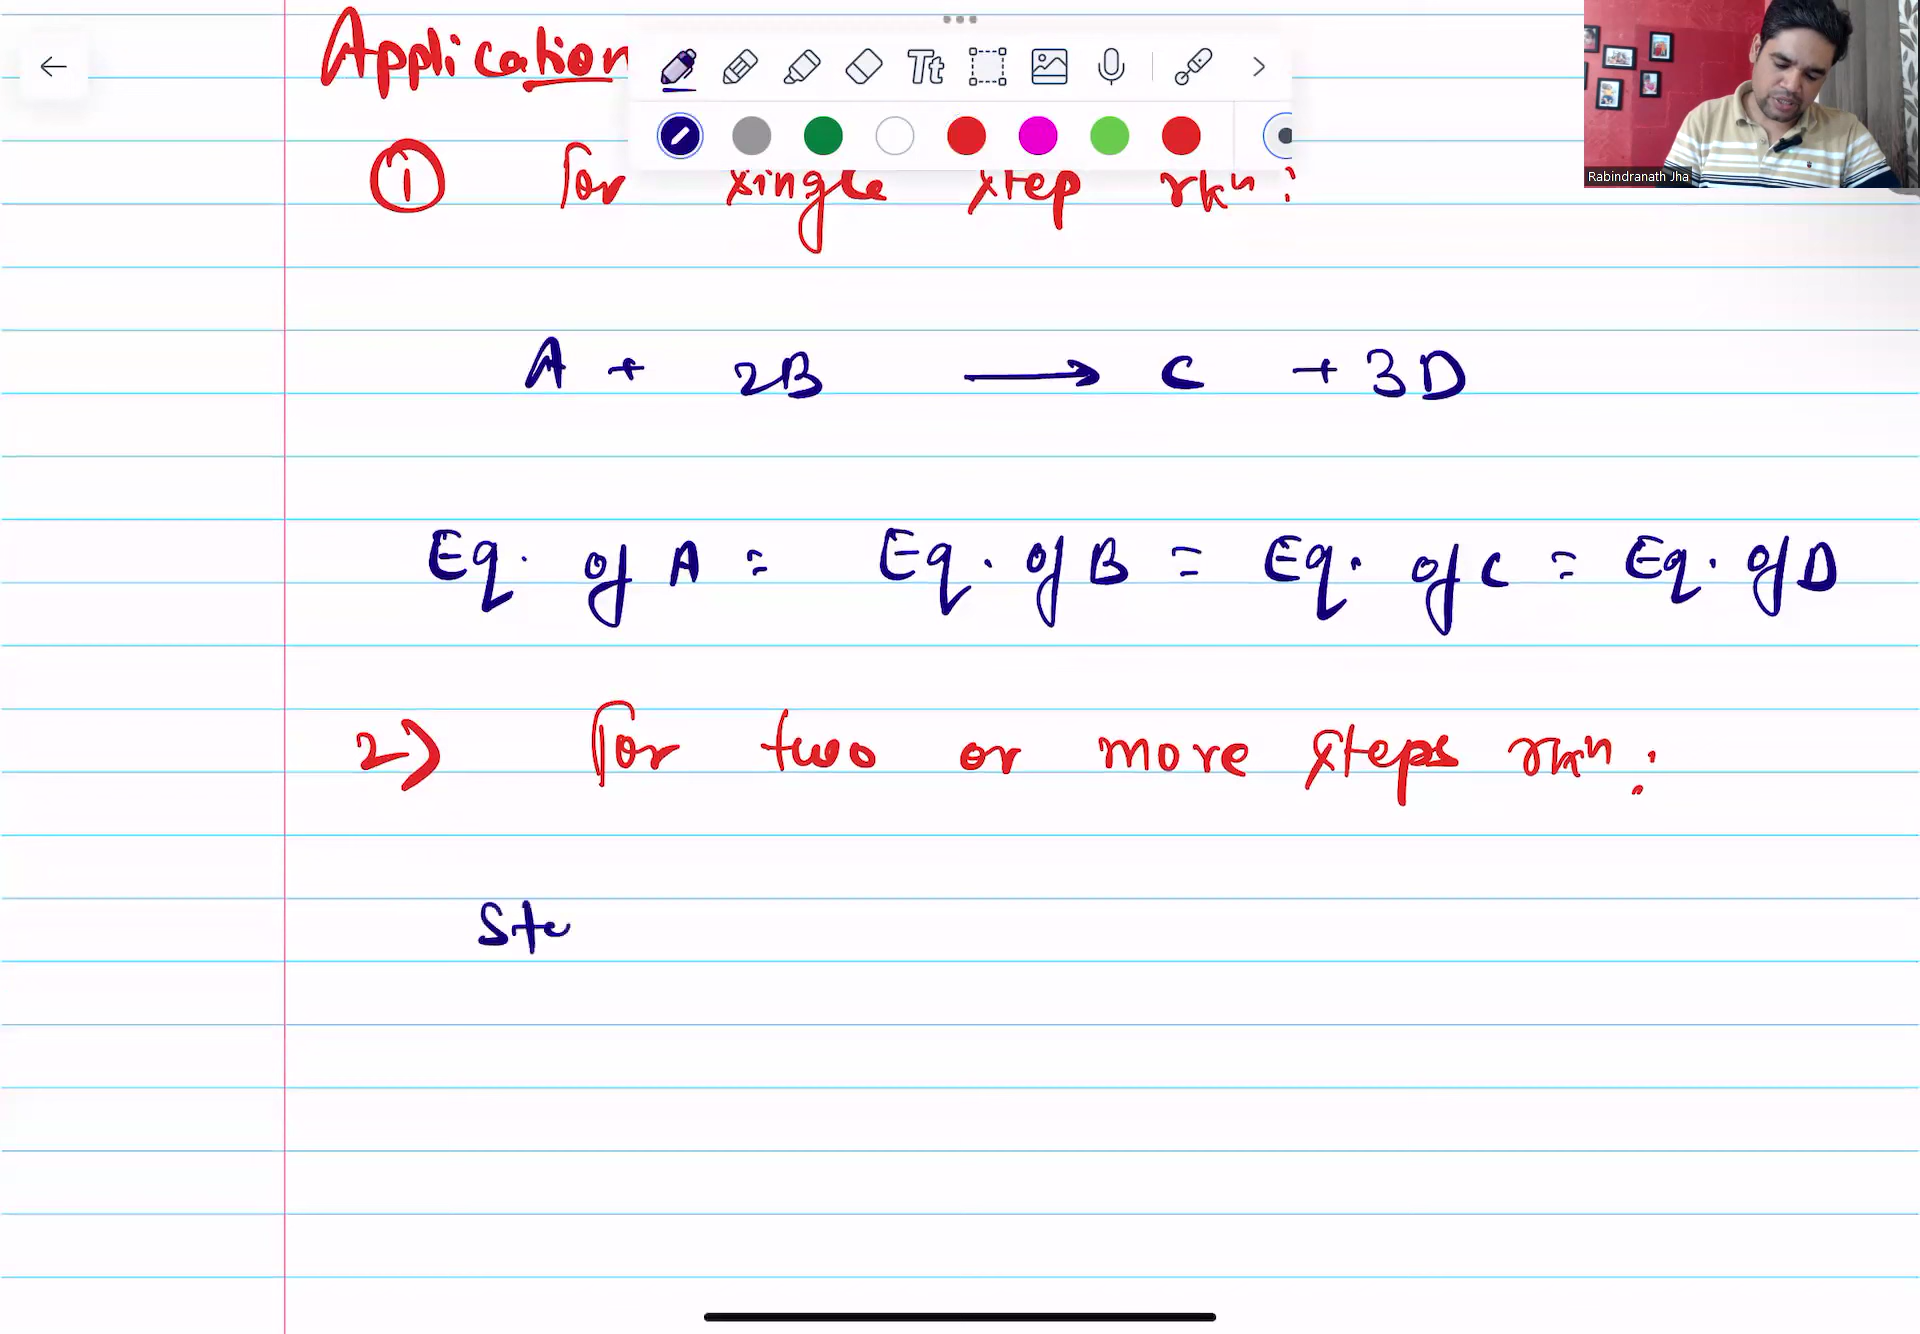 Application
Tt
Rabindranath Jha
① For single step rxn:
A + 2B → C + 3D
Eq. of A = Eq. of B = Eq. of C = Eq. of D
2) For two or more steps rxn:
Ste